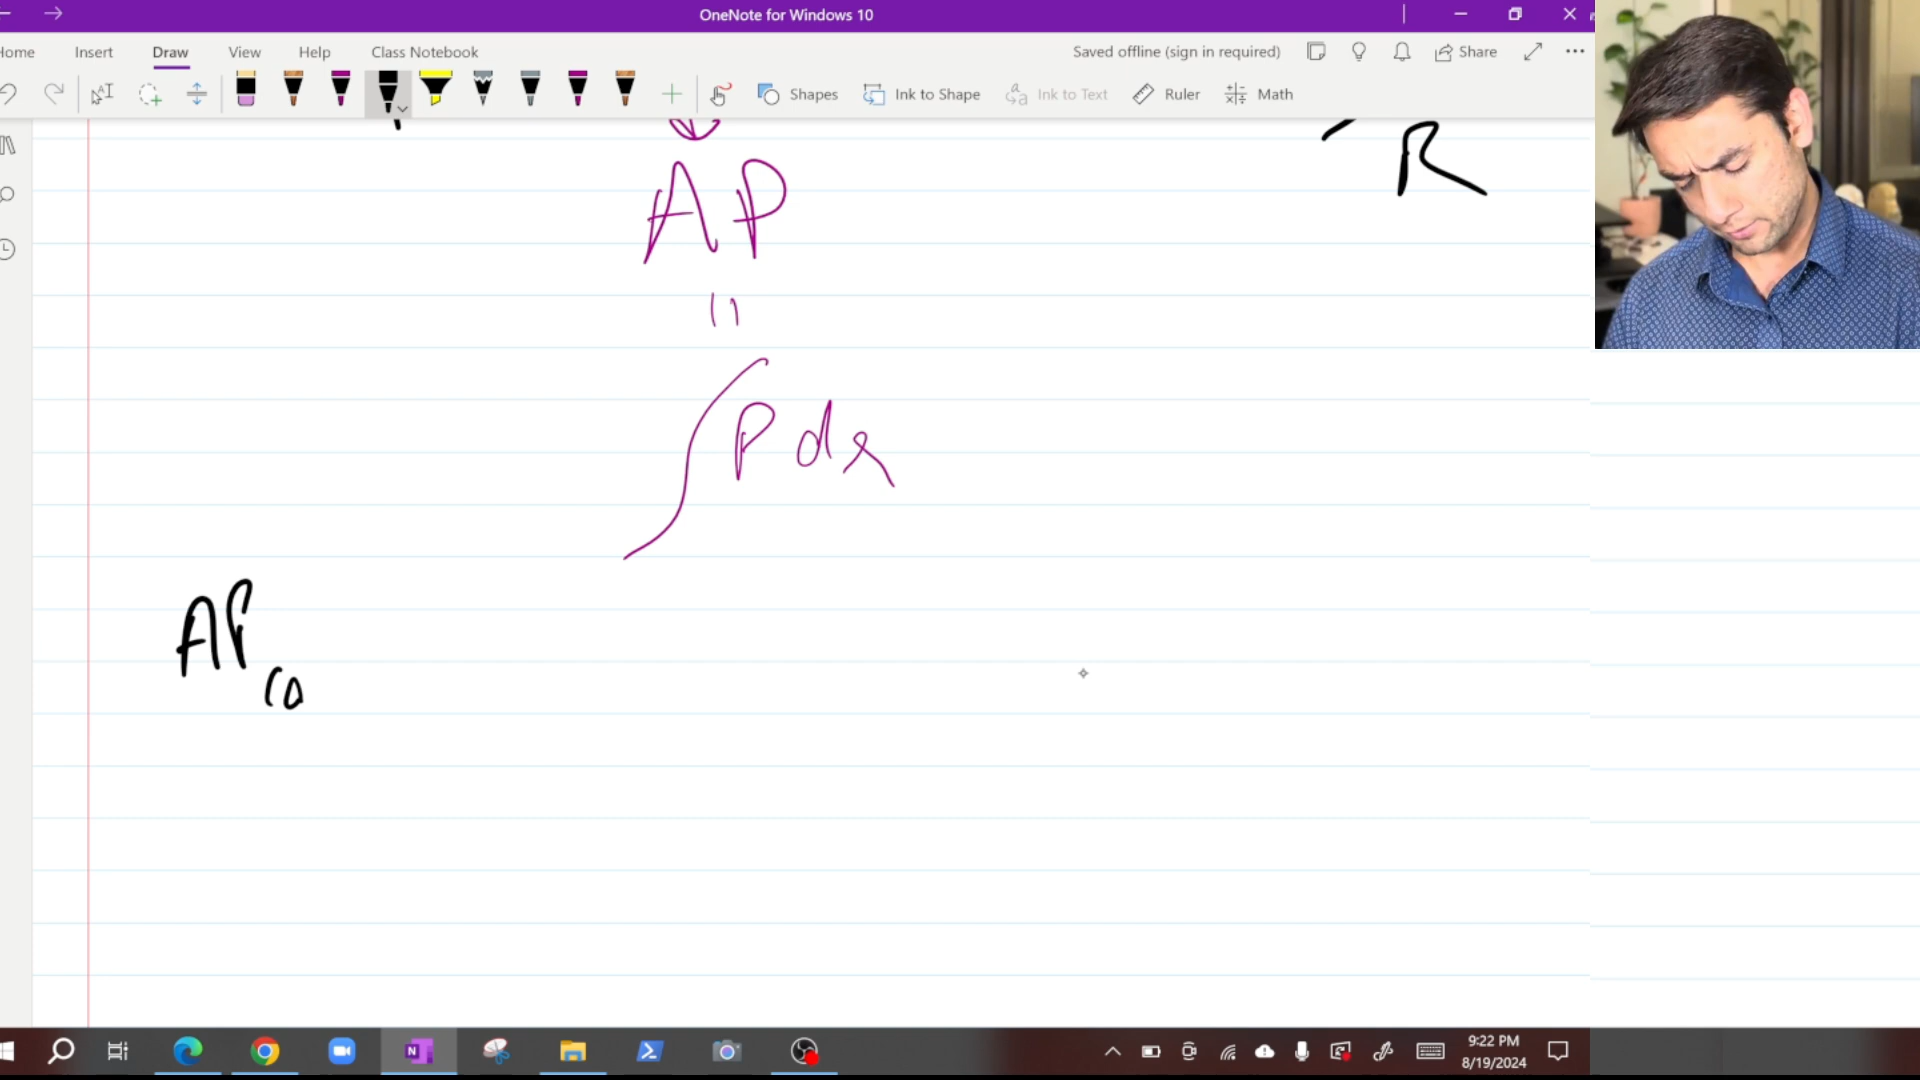 OneNote for Windows 10
Home Insert Draw View Help Class Notebook Saved offline (sign in required) Share
Shapes Ink to Shape Ink to Text Ruler Math
R
AP
=
∫P dr
AP
9:22 PM
8/19/2024